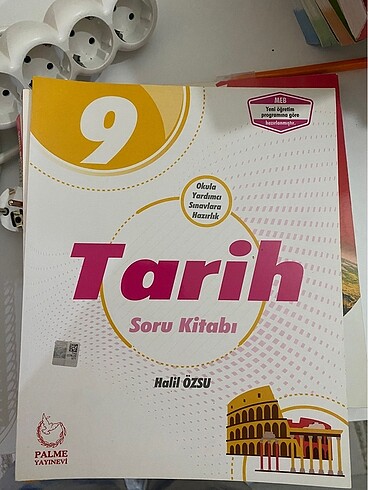 9
MEB
Yeni öğretim
programına göre
hazırlanmıştır.
Okula
Yardımcı
Sınavlara
Hazırlık
Tarih
Soru Kitabı
Halil ÖZSU
PALME
YAYINEVİ